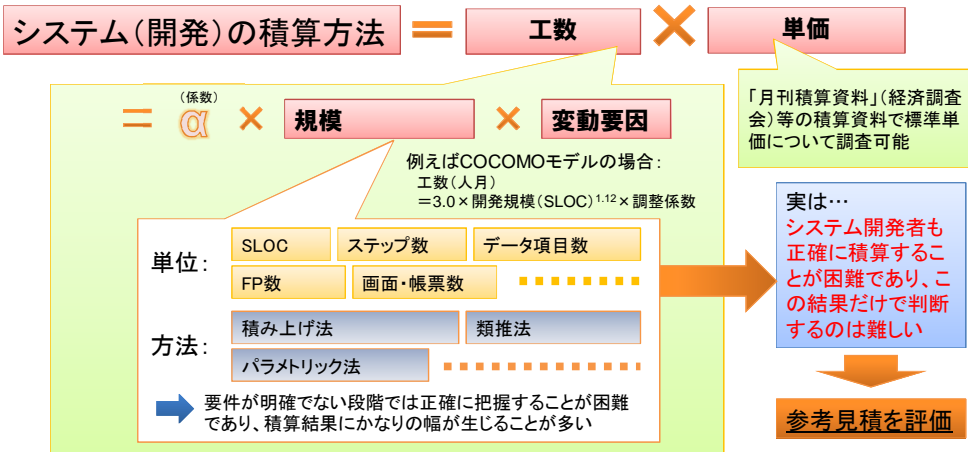 システム（開発）の積算方法 ＝ 工数 × 単価
「月刊積算資料」（経済調査
会）等の積算資料で標準単
価について調査可能
（係数）
＝ α × 規模 × 変動要因
例えばCOCOMOモデルの場合：
工数（人月）
＝3.0×開発規模（SLOC）1.12×調整係数
単位：
SLOC
ステップ数
データ項目数
FP数
画面・帳票数
方法：
積み上げ法
類推法
パラメトリック法
要件が明確でない段階では正確に把握することが困難
であり、積算結果にかなりの幅が生じることが多い
実は…
システム開発者も
正確に積算するこ
とが困難であり、こ
の結果だけで判断
するのは難しい
参考見積を評価